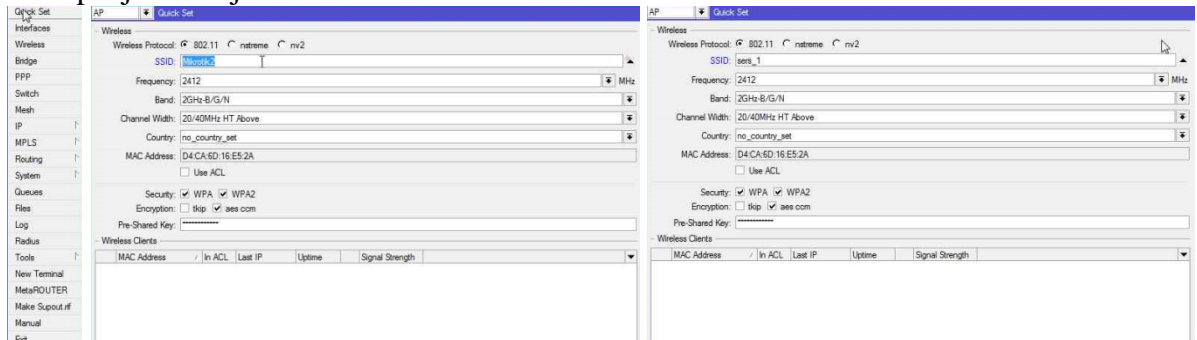 Quick Set
Interfaces
Wireless
Bridge
PPP
Switch
Mesh
IP
MPLS
Routing
System
Queues
Files
Log
Radius
Tools
New Terminal
MetaROUTER
Make Supout.rif
Manual
Exit
AP Quick Set
Wireless
Wireless Protocol: 802.11 nstreme nv2
SSID: Mikrotik2
Frequency: 2412 MHz
Band: 2GHz-B/G/N
Channel Width: 20/40MHz HT Above
Country: no_country_set
MAC Address: D4:CA:6D:16:E5:2A
Use ACL
Security: WPA WPA2
Encryption: tkip aes ccm
Pre-Shared Key: ************
Wireless Clients
MAC Address In ACL Last IP Uptime Signal Strength
AP Quick Set
Wireless
Wireless Protocol: 802.11 nstreme nv2
SSID: sers_1
Frequency: 2412 MHz
Band: 2GHz-B/G/N
Channel Width: 20/40MHz HT Above
Country: no_country_set
MAC Address: D4:CA:6D:16:E5:2A
Use ACL
Security: WPA WPA2
Encryption: tkip aes ccm
Pre-Shared Key: ************
Wireless Clients
MAC Address In ACL Last IP Uptime Signal Strength